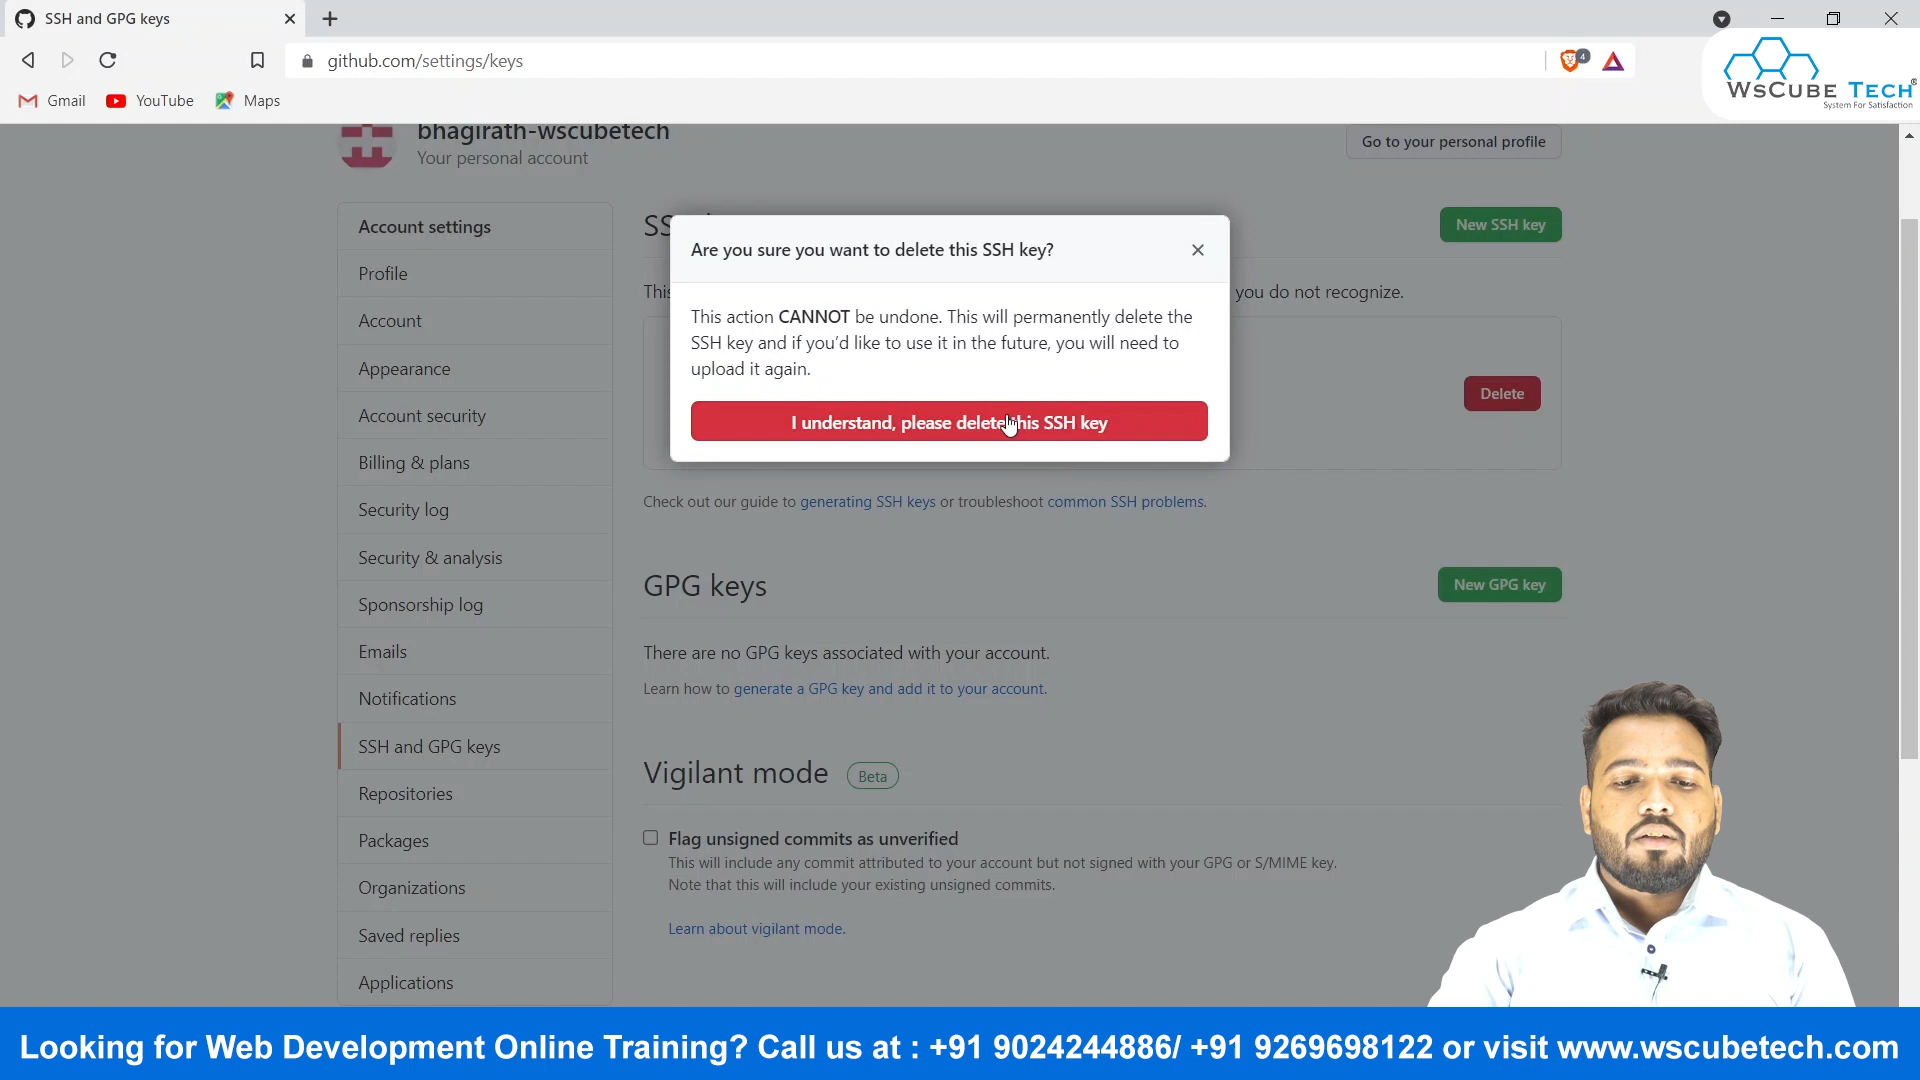 SSH and GPG keys
github.com/settings/keys
4
Gmail
YouTube
Maps
WsCube Tech
System For Satisfaction
bhagirath-wscubetech
Your personal account
Go to your personal profile
Account settings
Profile
Account
Appearance
Account security
Billing & plans
Security log
Security & analysis
Sponsorship log
Emails
Notifications
SSH and GPG keys
Repositories
Packages
Organizations
Saved replies
Applications
New SSH key
you do not recognize.
Delete
Are you sure you want to delete this SSH key?
This action CANNOT be undone. This will permanently delete the
SSH key and if you'd like to use it in the future, you will need to
upload it again.
I understand, please delete this SSH key
Check out our guide to generating SSH keys or troubleshoot common SSH problems.
GPG keys
New GPG key
There are no GPG keys associated with your account.
Learn how to generate a GPG key and add it to your account.
Vigilant mode Beta
Flag unsigned commits as unverified
This will include any commit attributed to your account but not signed with your GPG or S/MIME key.
Note that this will include your existing unsigned commits.
Learn about vigilant mode.
Looking for Web Development Online Training? Call us at : +91 9024244886/ +91 9269698122 or visit www.wscubetech.com